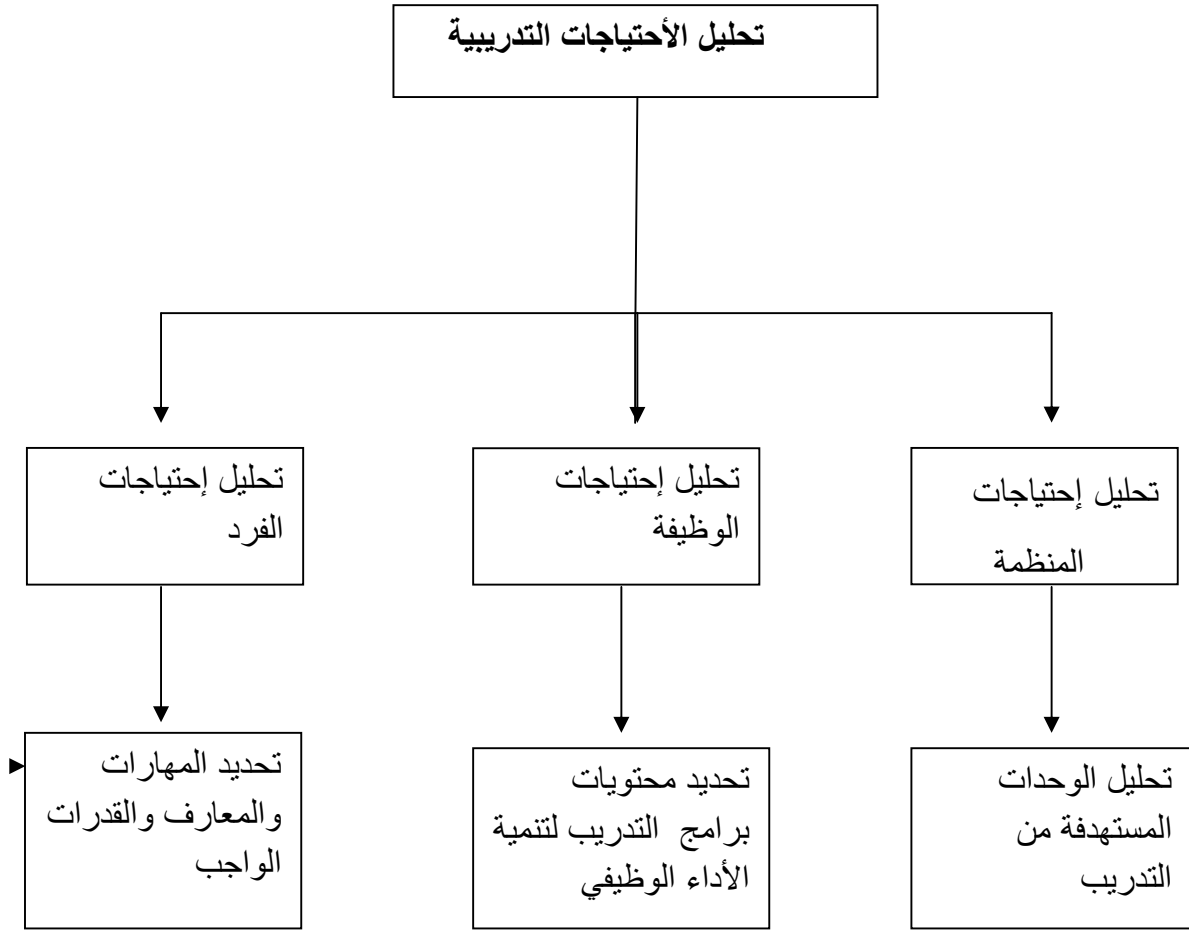 تحليل الأحتياجات التدريبية
تحليل إحتياجات
المنظمة
تحليل إحتياجات
الوظيفة
تحليل إحتياجات
الفرد
تحليل الوحدات
المستهدفة من
التدريب
تحديد محتويات
برامج التدريب لتنمية
الأداء الوظيفي
تحديد المهارات
والمعارف والقدرات
الواجب